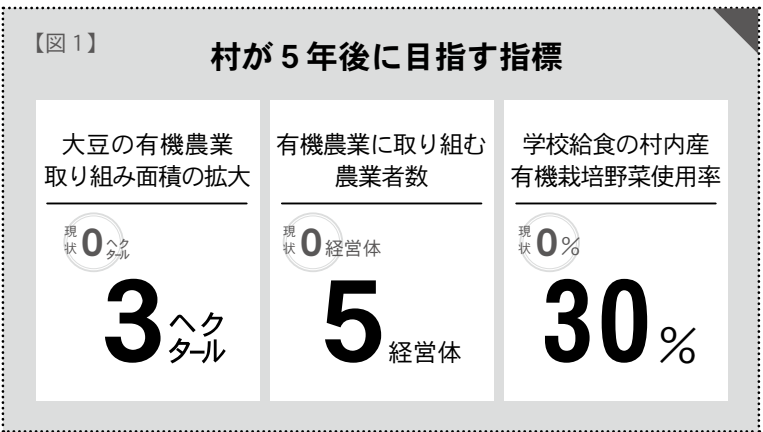 【図1】
村が5年後に目指す指標
大豆の有機農業
取り組み面積の拡大
現状0ヘクタール
3ヘクタール
有機農業に取り組む
農業者数
現状0経営体
5経営体
学校給食の村内産
有機栽培野菜使用率
現状0%
30%